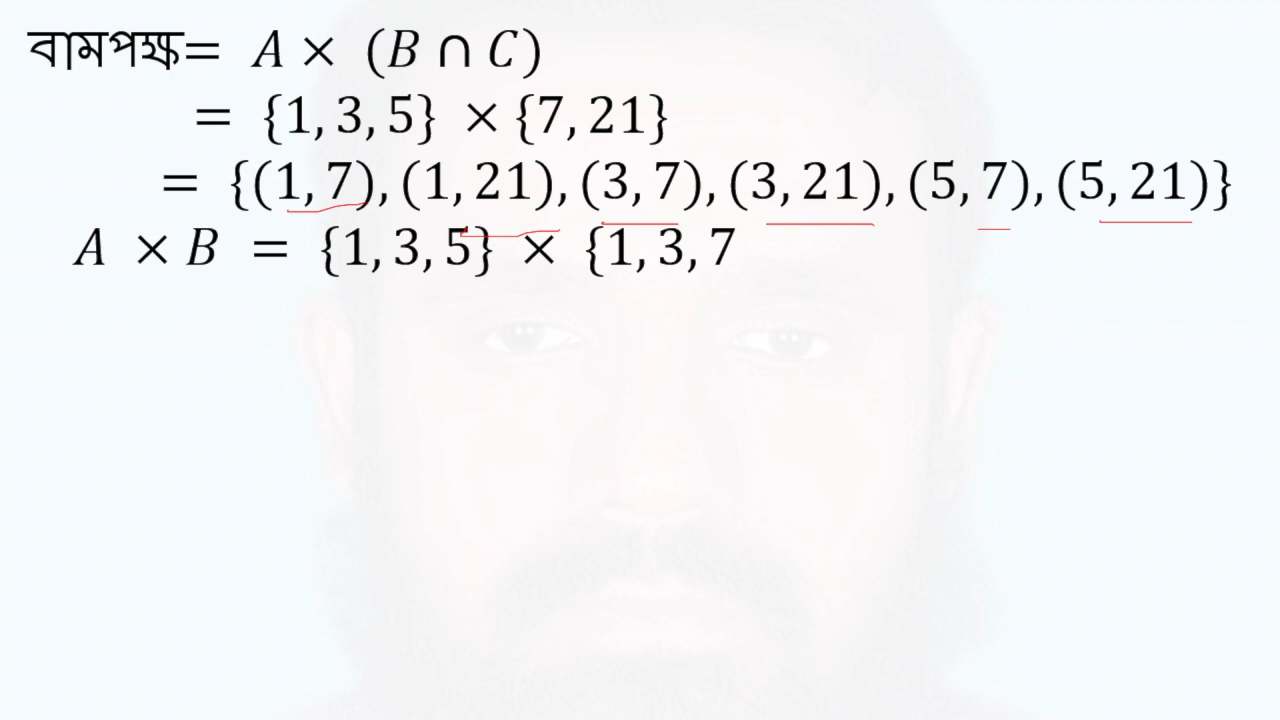 বামপক্ষ= A × (B ∩ C)
= {1, 3, 5} × {7, 21}
= {(1, 7), (1, 21), (3, 7), (3, 21), (5, 7), (5, 21)}
A × B = {1, 3, 5} × {1, 3, 7